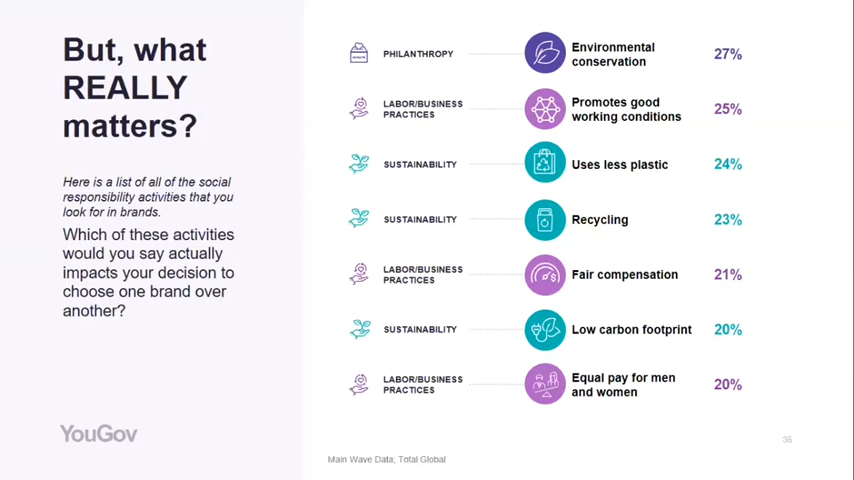 But, what
REALLY
matters?
Here is a list of all of the social
responsibility activities that you
look for in brands.
Which of these activities
would you say actually
impacts your decision to
choose one brand over
another?
YouGov
PHILANTHROPY
Environmental
conservation
27%
LABOR/BUSINESS
PRACTICES
Promotes good
working conditions
25%
SUSTAINABILITY
Uses less plastic
24%
SUSTAINABILITY
Recycling
23%
LABOR/BUSINESS
PRACTICES
Fair compensation
21%
SUSTAINABILITY
Low carbon footprint
20%
LABOR/BUSINESS
PRACTICES
Equal pay for men
and women
20%
Main Wave Data; Total Global
36